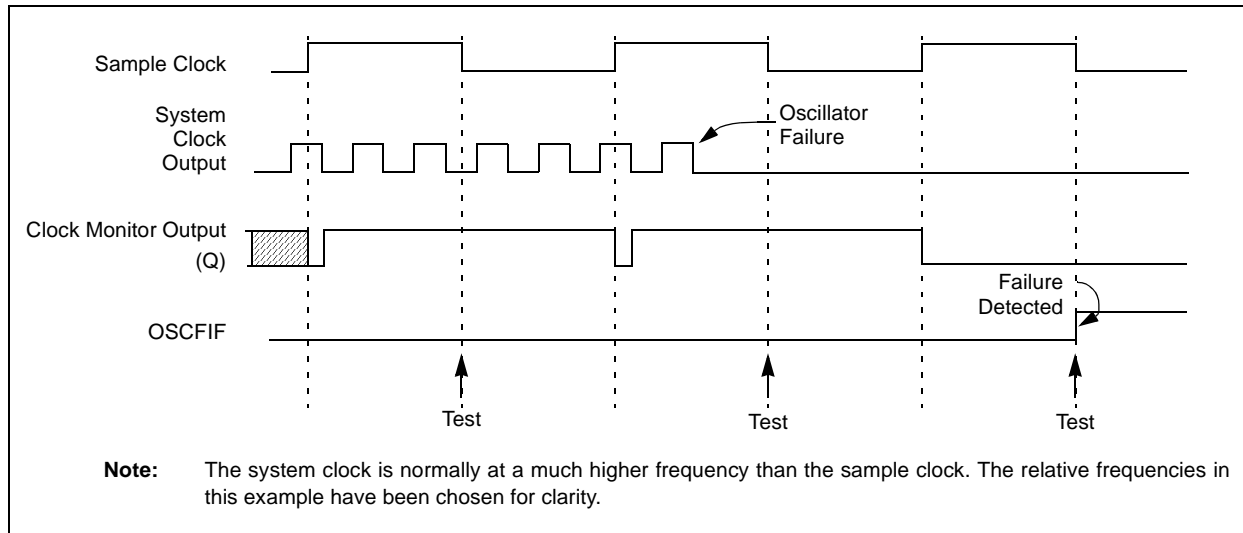 Sample Clock
System
Clock
Output
Oscillator
Failure
Clock Monitor Output
(Q)
Failure
Detected
OSCFIF
Test
Test
Test
Note: The system clock is normally at a much higher frequency than the sample clock. The relative frequencies in
this example have been chosen for clarity.